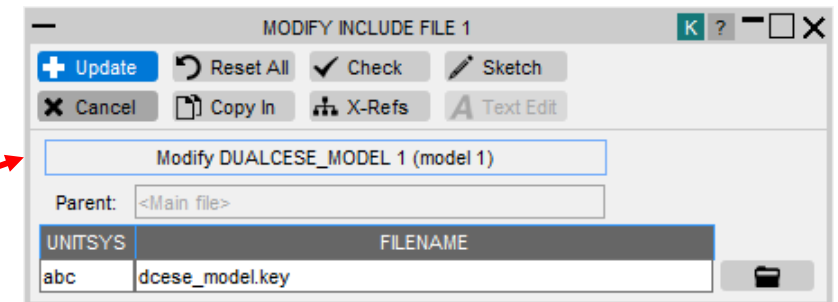 MODIFY INCLUDE FILE 1 K ?
Update Reset All Check Sketch
Cancel Copy In X-Refs A Text Edit
Modify DUALCESE_MODEL 1 (model 1)
Parent: <Main file>
UNITSYS FILENAME
abc dcese_model.key